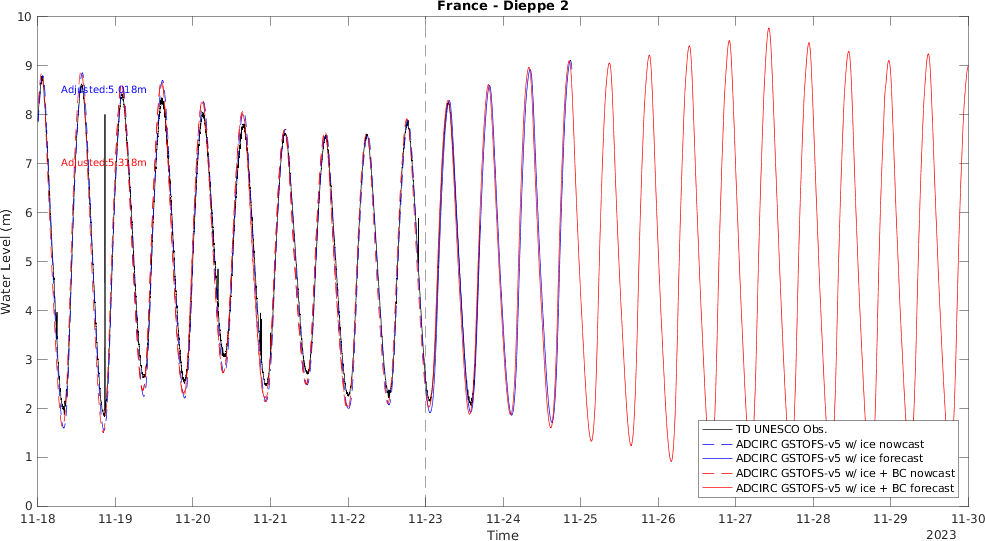 France - Dieppe 2
10
9
8
7
6
5
4
3
2
1
0
Water Level (m)
Adjusted:5.018m
Adjusted:5.318m
TD UNESCO Obs.
ADCIRC GSTOFS-v5 w/ ice nowcast
ADCIRC GSTOFS-v5 w/ ice forecast
ADCIRC GSTOFS-v5 w/ ice + BC nowcast
ADCIRC GSTOFS-v5 w/ ice + BC forecast
11-18 11-19 11-20 11-21 11-22 11-23 11-24 11-25 11-26 11-27 11-28 11-29 11-30
Time
2023